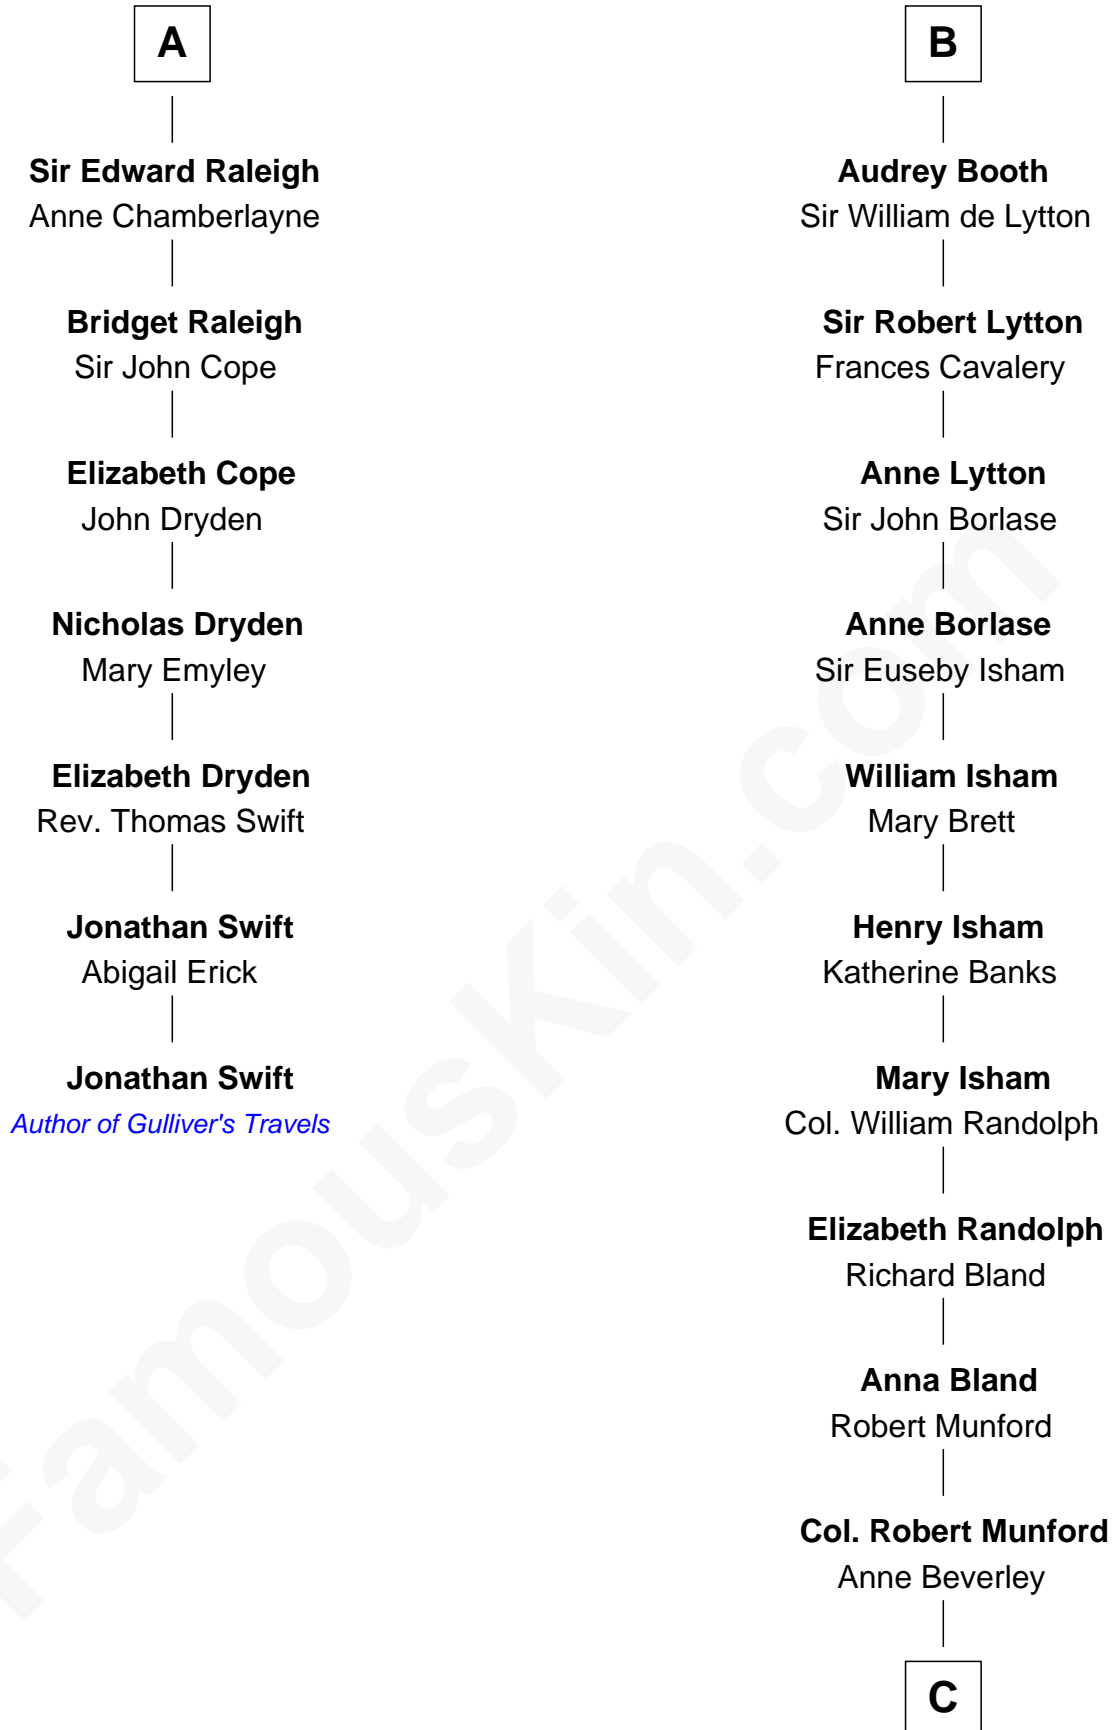 A
Sir Edward Raleigh
Anne Chamberlayne
Bridget Raleigh
Sir John Cope
Elizabeth Cope
John Dryden
Nicholas Dryden
Mary Emyley
Elizabeth Dryden
Rev. Thomas Swift
Jonathan Swift
Abigail Erick
Jonathan Swift
Author of Gulliver's Travels
B
Audrey Booth
Sir William de Lytton
Sir Robert Lytton
Frances Cavalery
Anne Lytton
Sir John Borlase
Anne Borlase
Sir Euseby Isham
William Isham
Mary Brett
Henry Isham
Katherine Banks
Mary Isham
Col. William Randolph
Elizabeth Randolph
Richard Bland
Anna Bland
Robert Munford
Col. Robert Munford
Anne Beverley
C
FamousKin.com